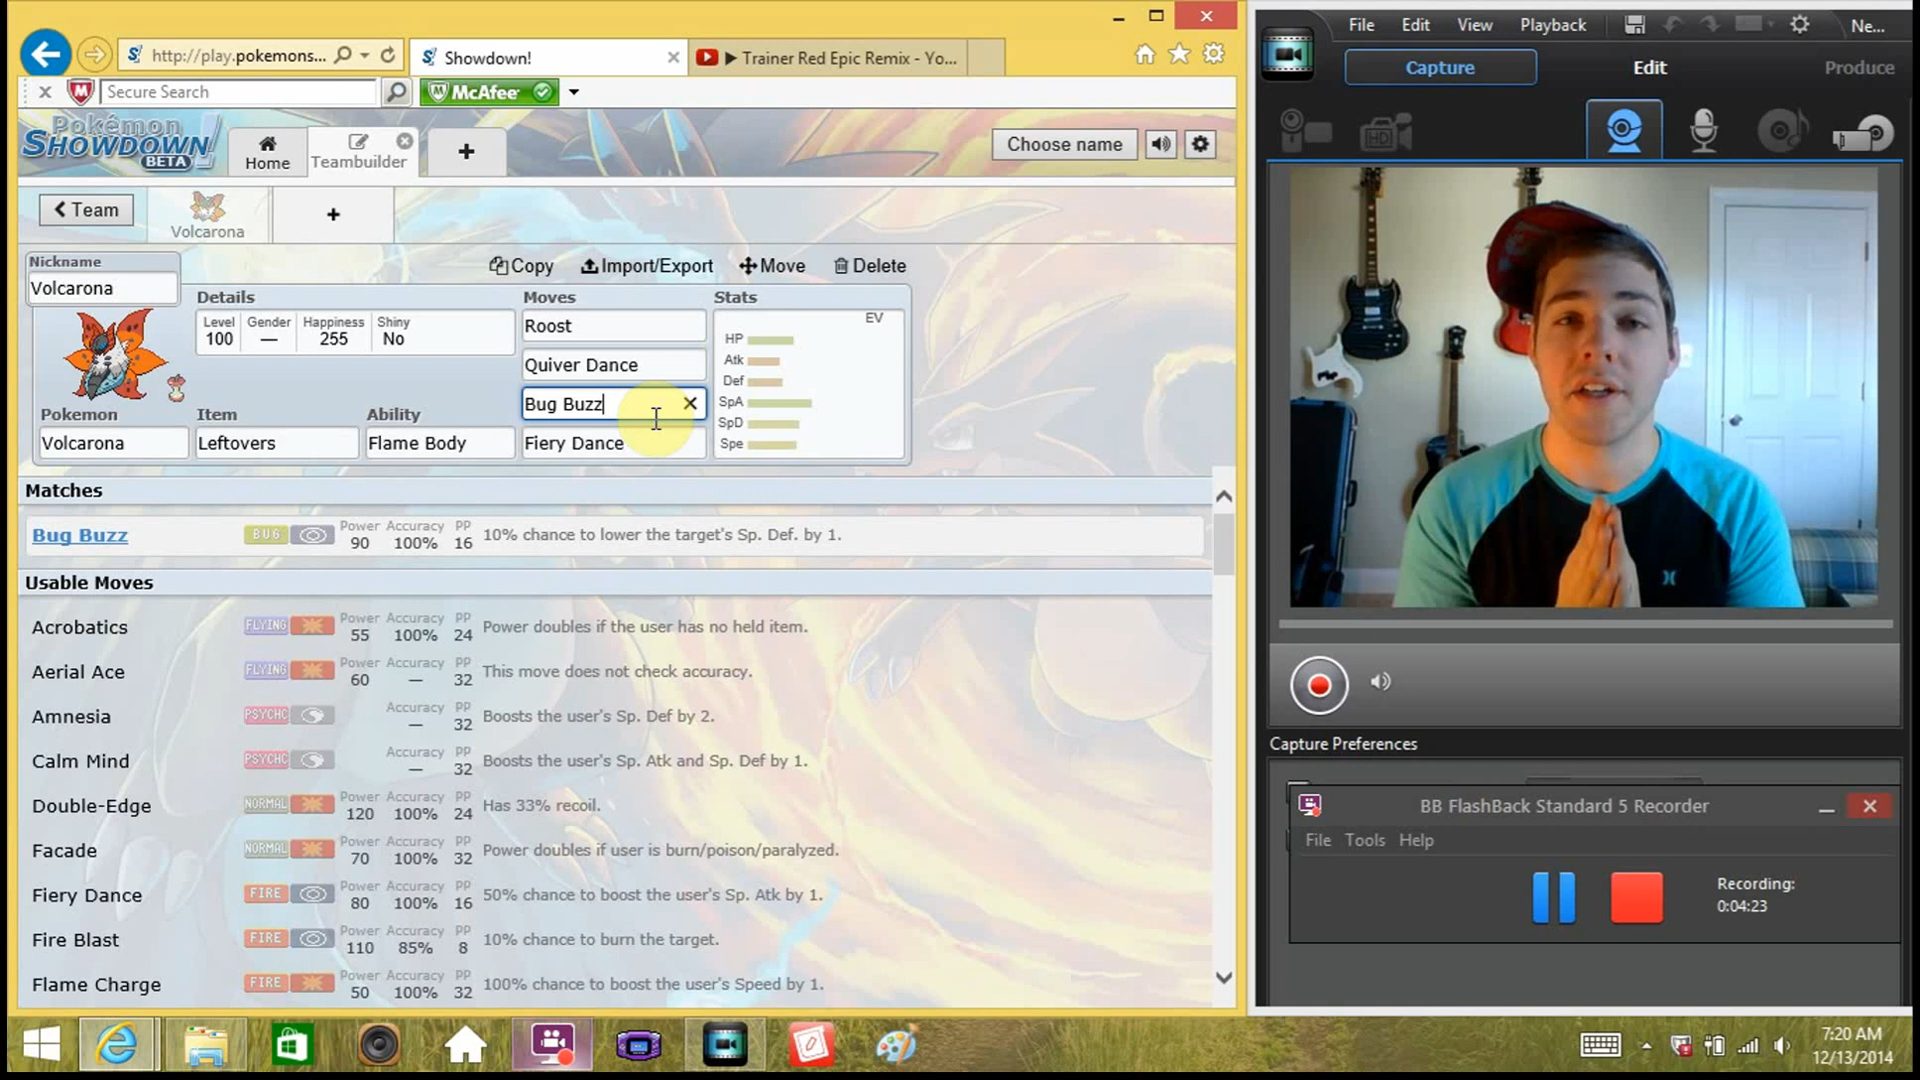 http://play.pokemons...
Showdown!
Trainer Red Epic Remix - Yo...
Secure Search
McAfee
Pokémon
SHOWDOWN
BETA
Home
Teambuilder
Choose name
Team
Volcarona
Nickname
Volcarona
Copy
Import/Export
Move
Delete
Details
Level
100
Gender
—
Happiness
255
Shiny
No
Pokemon
Volcarona
Item
Leftovers
Ability
Flame Body
Moves
Roost
Quiver Dance
Bug Buzz
Fiery Dance
Stats
EV
HP
Atk
Def
SpA
SpD
Spe
Matches
Bug Buzz BUG Power 90 Accuracy 100% PP 16 10% chance to lower the target's Sp. Def. by 1.
Usable Moves
Acrobatics FLYING Power 55 Accuracy 100% PP 24 Power doubles if the user has no held item.
Aerial Ace FLYING Power 60 Accuracy — PP 32 This move does not check accuracy.
Amnesia PSYCHC Accuracy — PP 32 Boosts the user's Sp. Def by 2.
Calm Mind PSYCHC Accuracy — PP 32 Boosts the user's Sp. Atk and Sp. Def by 1.
Double-Edge NORMAL Power 120 Accuracy 100% PP 24 Has 33% recoil.
Facade NORMAL Power 70 Accuracy 100% PP 32 Power doubles if user is burn/poison/paralyzed.
Fiery Dance FIRE Power 80 Accuracy 100% PP 16 50% chance to boost the user's Sp. Atk by 1.
Fire Blast FIRE Power 110 Accuracy 85% PP 8 10% chance to burn the target.
Flame Charge FIRE Power 50 Accuracy 100% PP 32 100% chance to boost the user's Speed by 1.
File Edit View Playback
Ne...
Capture
Edit
Produce
HD
Capture Preferences
BB FlashBack Standard 5 Recorder
File Tools Help
Recording:
0:04:23
7:20 AM
12/13/2014